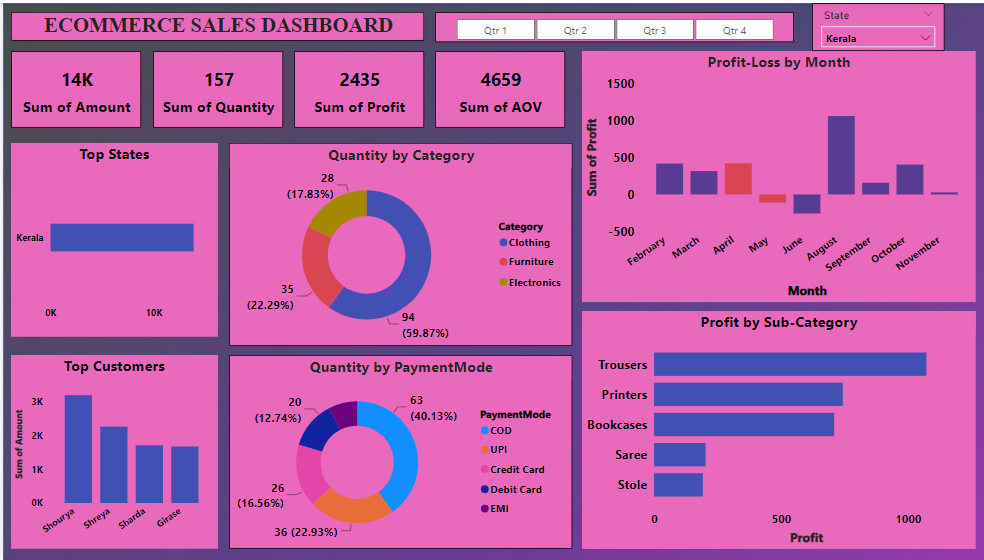 ECOMMERCE SALES DASHBOARD
Qtr 1
Qtr 2
Qtr 3
Qtr 4
State
Kerala
14K
Sum of Amount
157
Sum of Quantity
2435
Sum of Profit
4659
Sum of AOV
Profit-Loss by Month
Sum of Profit
1500
1000
500
0
-500
February
March
April
May
June
August
September
October
November
Month
Top States
Kerala
0K
10K
Quantity by Category
28
(17.83%)
35
(22.29%)
94
(59.87%)
Category
Clothing
Furniture
Electronics
Profit by Sub-Category
Trousers
Printers
Bookcases
Saree
Stole
0
500
1000
Profit
Top Customers
Sum of Amount
3K
2K
1K
0K
Shourya
Shreya
Sharda
Girase
Quantity by PaymentMode
20
(12.74%)
63
(40.13%)
26
(16.56%)
36 (22.93%)
PaymentMode
COD
UPI
Credit Card
Debit Card
EMI